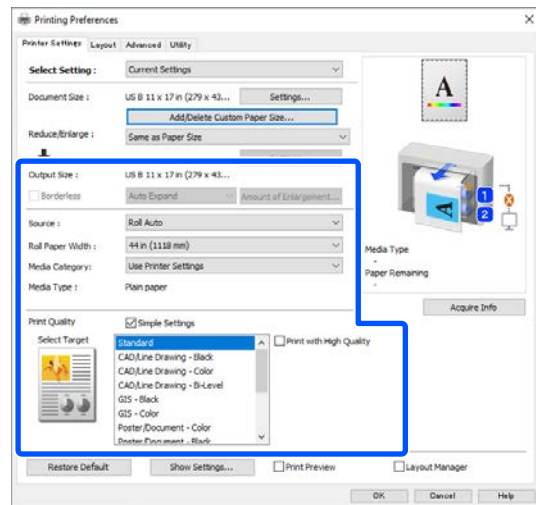 Printing Preferences
Printer Settings Layout Advanced Utility
Select Setting : Current Settings
Document Size : US B 11 x 17 in (279 x 43... Settings...
Add/Delete Custom Paper Size...
Reduce/Enlarge : Same as Paper Size
Output Size : US B 11 x 17 in (279 x 43...
Borderless Auto Expand Amount of Enlargement...
Source : Roll Auto
Roll Paper Width : 44 in (1118 mm)
Media Category: Use Printer Settings
Media Type : Plain paper
Print Quality Simple Settings
Select Target
Standard
Print with High Quality
CAD/Line Drawing - Black
CAD/Line Drawing - Color
CAD/Line Drawing - Bi-Level
GIS - Black
GIS - Color
Poster/Document - Color
Poster/Document - Black
A
A
1
2
Media Type
-
Paper Remaining
-
Acquire Info
Restore Default Show Settings... Print Preview Layout Manager
OK Cancel Help